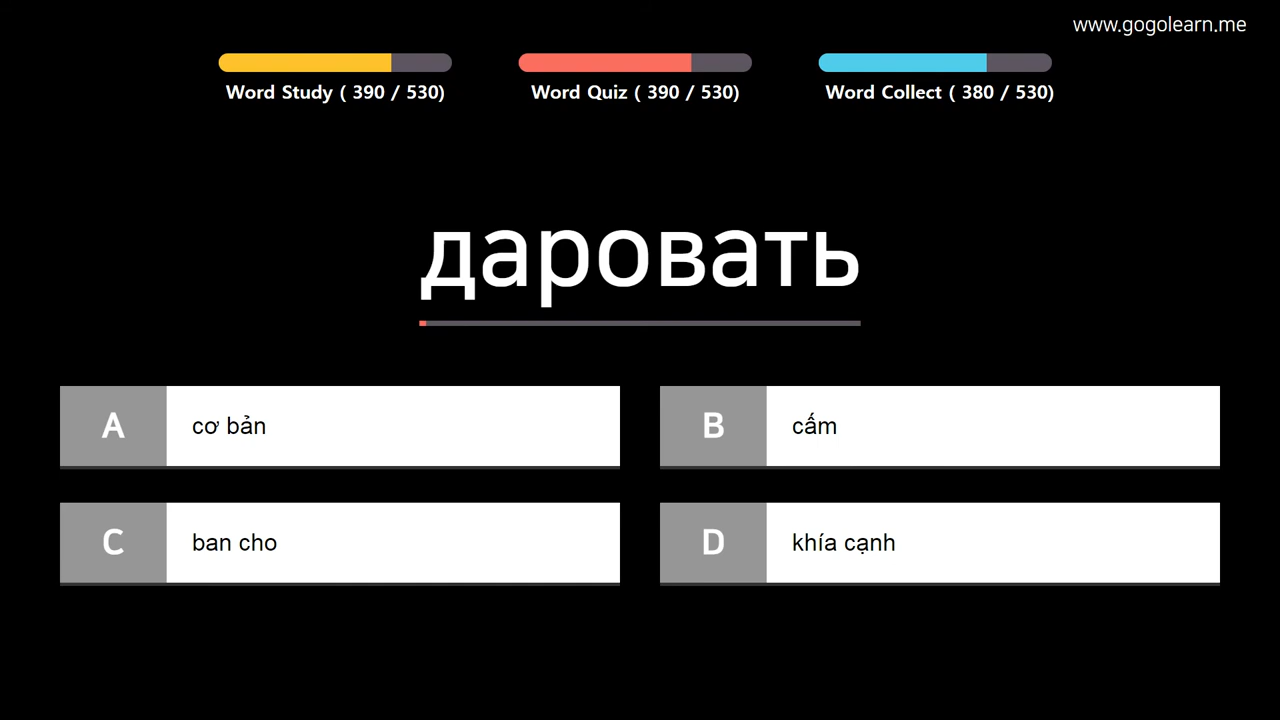 www.gogolearn.me
Word Study ( 390 / 530)
Word Quiz ( 390 / 530)
Word Collect ( 380 / 530)
даровать
A cơ bản
B cấm
C ban cho
D khía cạnh